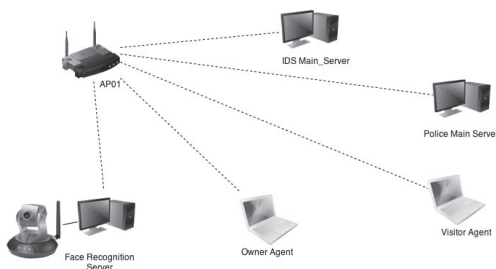 IDS Main_Server
AP01
Police Main Serve
Visitor Agent
Owner Agent
Face Recognition
Server